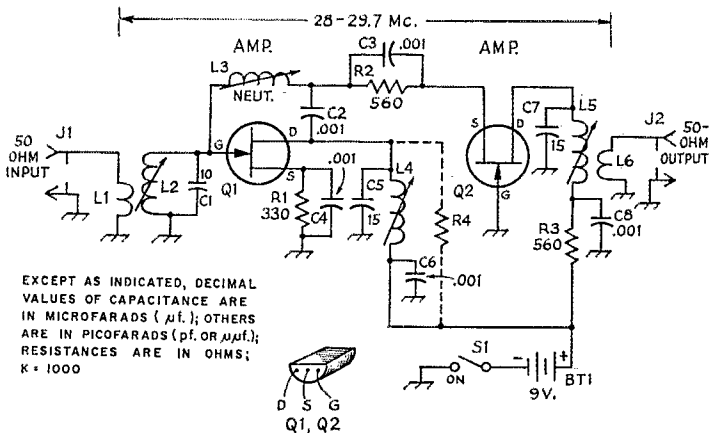 28-29.7 Mc.
AMP.
AMP.
C3
.001
L3
R2
NEUT.
560
C2
.001
C7
15
L5
J1
J2
50
OHM
INPUT
50-
OHM
OUTPUT
G
D
S
S
D
G
L1
L2
10
C1
Q1
R1
330
C4
.001
C5
15
L4
R4
Q2
L6
C6
.001
R3
560
C8
.001
EXCEPT AS INDICATED, DECIMAL
VALUES OF CAPACITANCE ARE
IN MICROFARADS ( μf. ); OTHERS
ARE IN PICOFARADS ( pf. OR μμf.);
RESISTANCES ARE IN OHMS;
K = 1000
D S G
Q1, Q2
S1
ON
- +
9V.
BT1